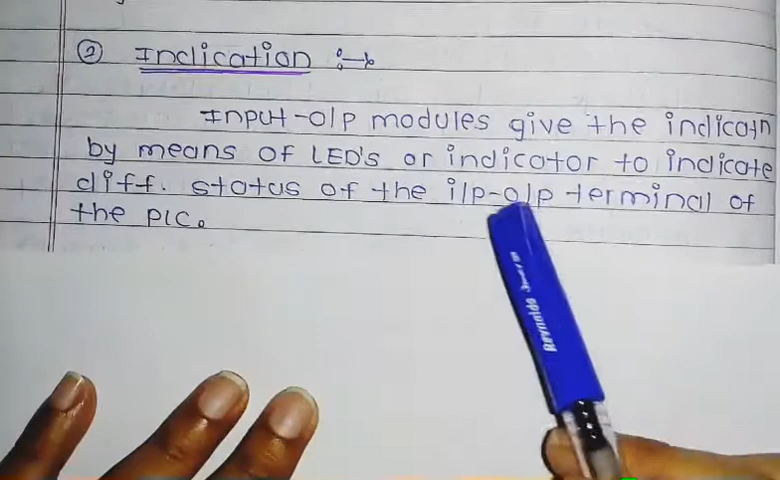 ② Indication :→
Input-o/p modules give the indicatn
by means of LED's or indicator to indicate
diff. status of the i/p-o/p terminal of
the PLC.
Reynolds